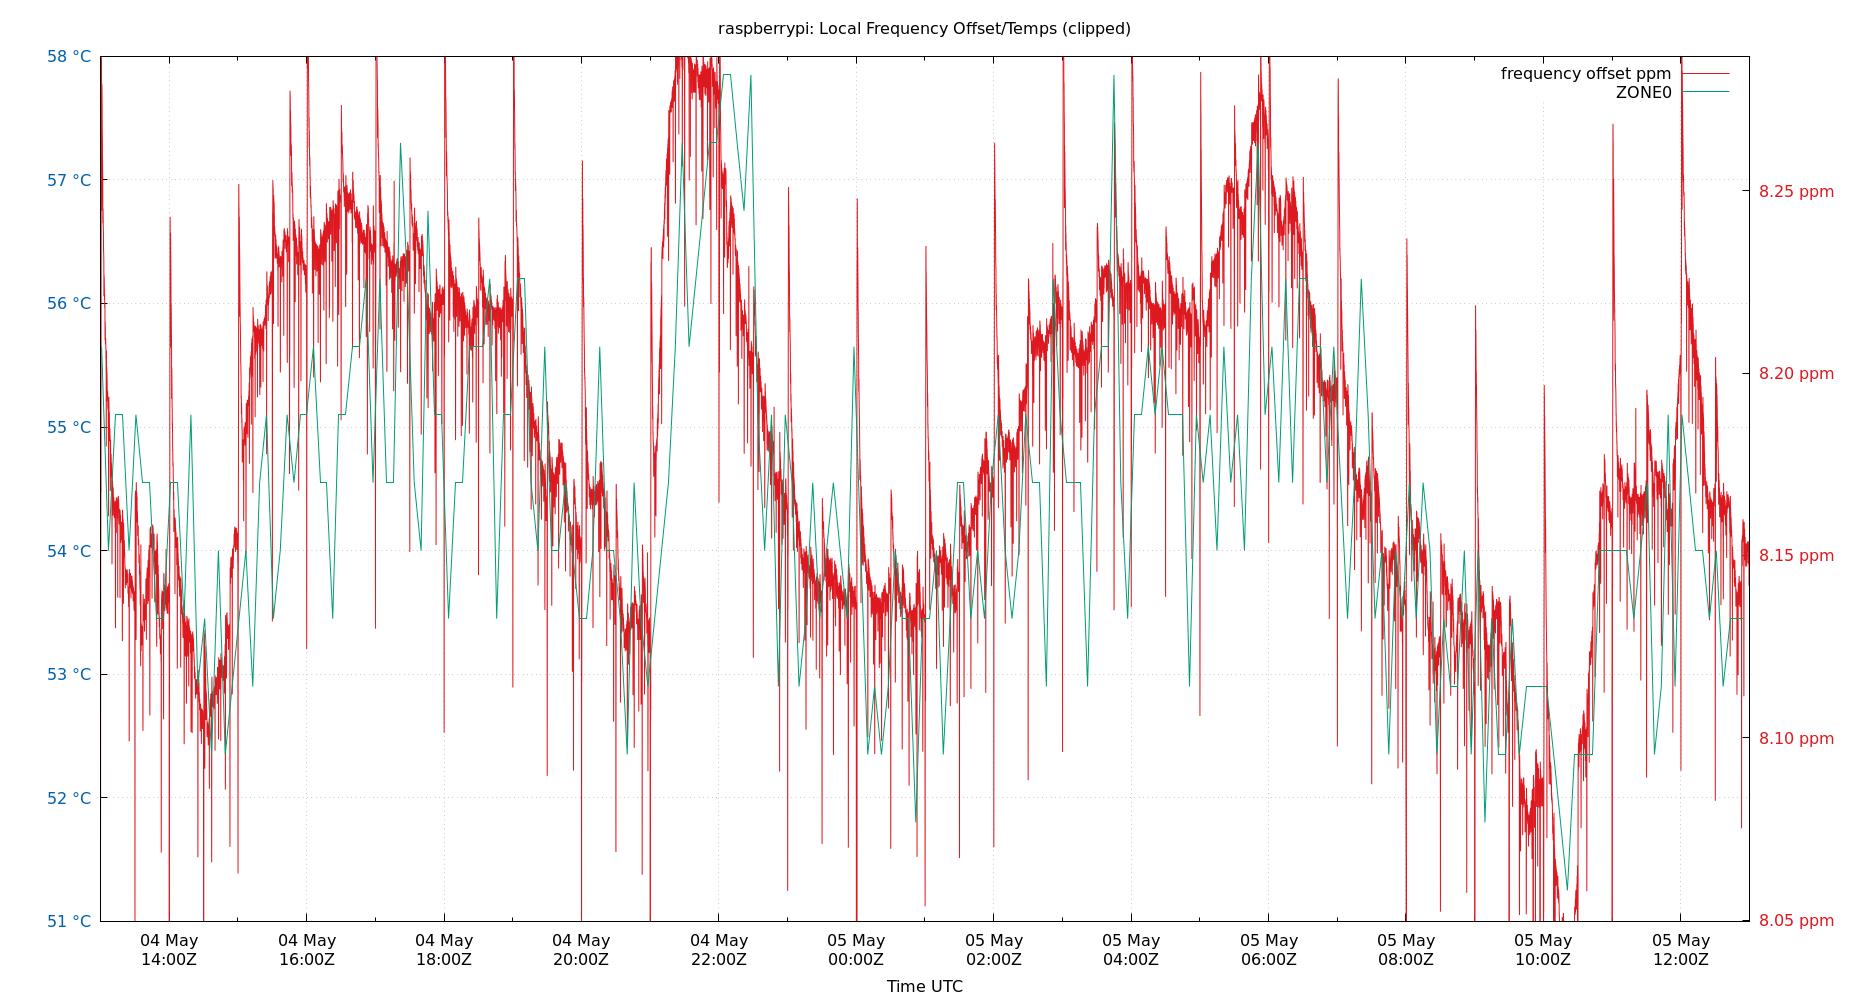 raspberrypi: Local Frequency Offset/Temps (clipped)
58 °C
57 °C
56 °C
55 °C
54 °C
53 °C
52 °C
51 °C
frequency offset ppm
ZONE0
8.25 ppm
8.20 ppm
8.15 ppm
8.10 ppm
8.05 ppm
04 May 14:00Z
04 May 16:00Z
04 May 18:00Z
04 May 20:00Z
04 May 22:00Z
05 May 00:00Z
05 May 02:00Z
05 May 04:00Z
05 May 06:00Z
05 May 08:00Z
05 May 10:00Z
05 May 12:00Z
Time UTC